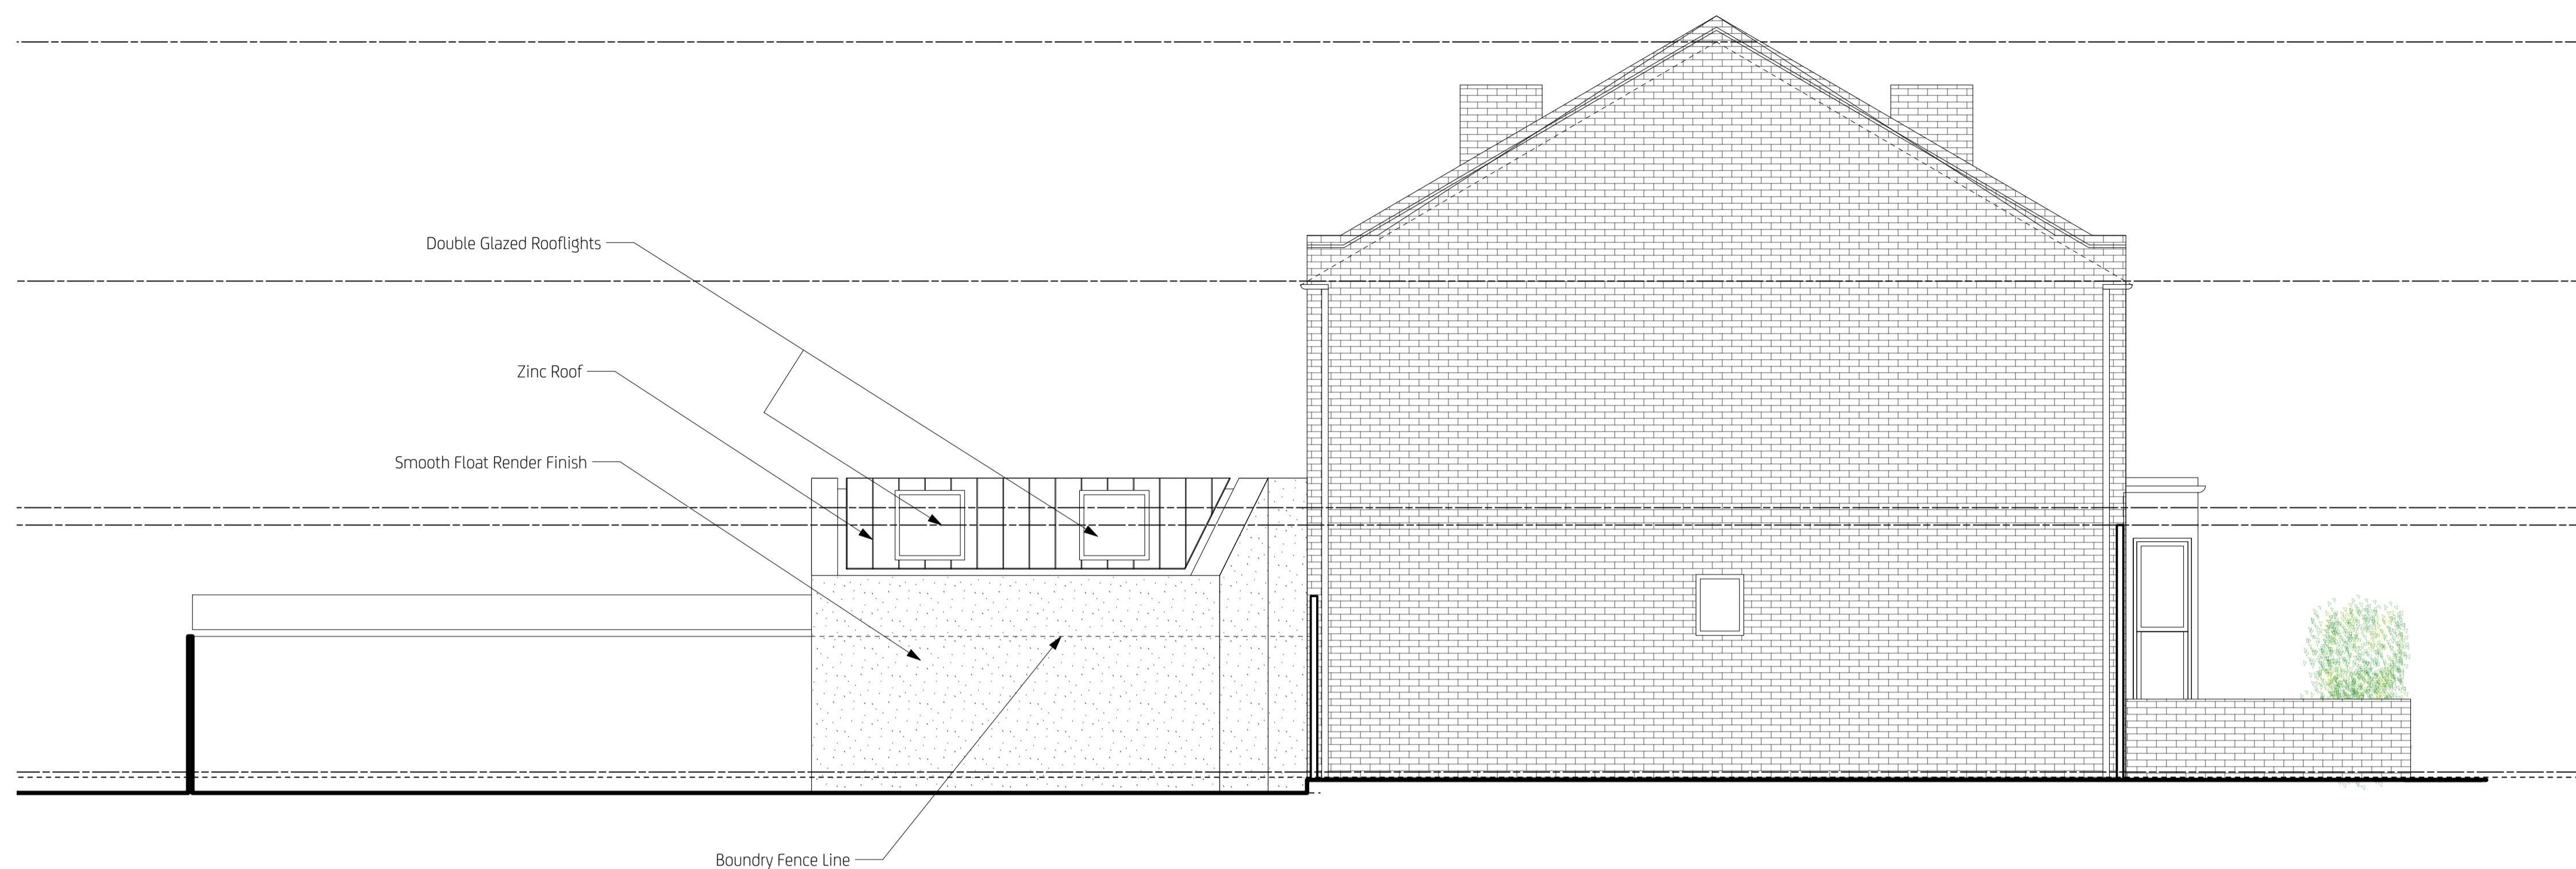 Double Glazed Rooflights
Zinc Roof
Smooth Float Render Finish
Boundry Fence Line